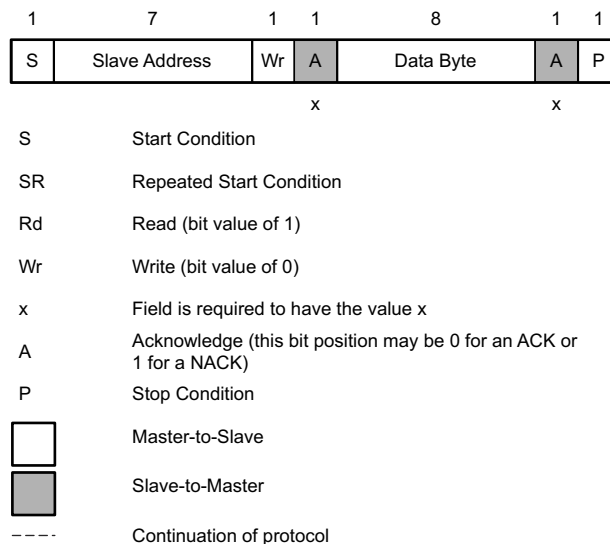 1 7 1 1 8 1 1
S Slave Address Wr A Data Byte A P
x x
S Start Condition
SR Repeated Start Condition
Rd Read (bit value of 1)
Wr Write (bit value of 0)
x Field is required to have the value x
A Acknowledge (this bit position may be 0 for an ACK or
1 for a NACK)
P Stop Condition
Master-to-Slave
Slave-to-Master
Continuation of protocol